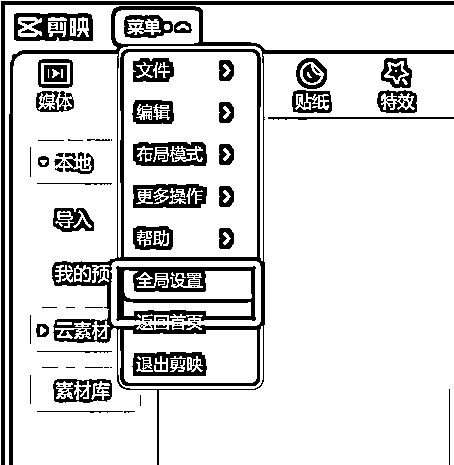 剪映 菜单
文件
媒体 贴纸 特效
编辑
布局模式
本地
更多操作
导入
帮助
我的预
全局设置
返回首页
云素材
退出剪映
素材库